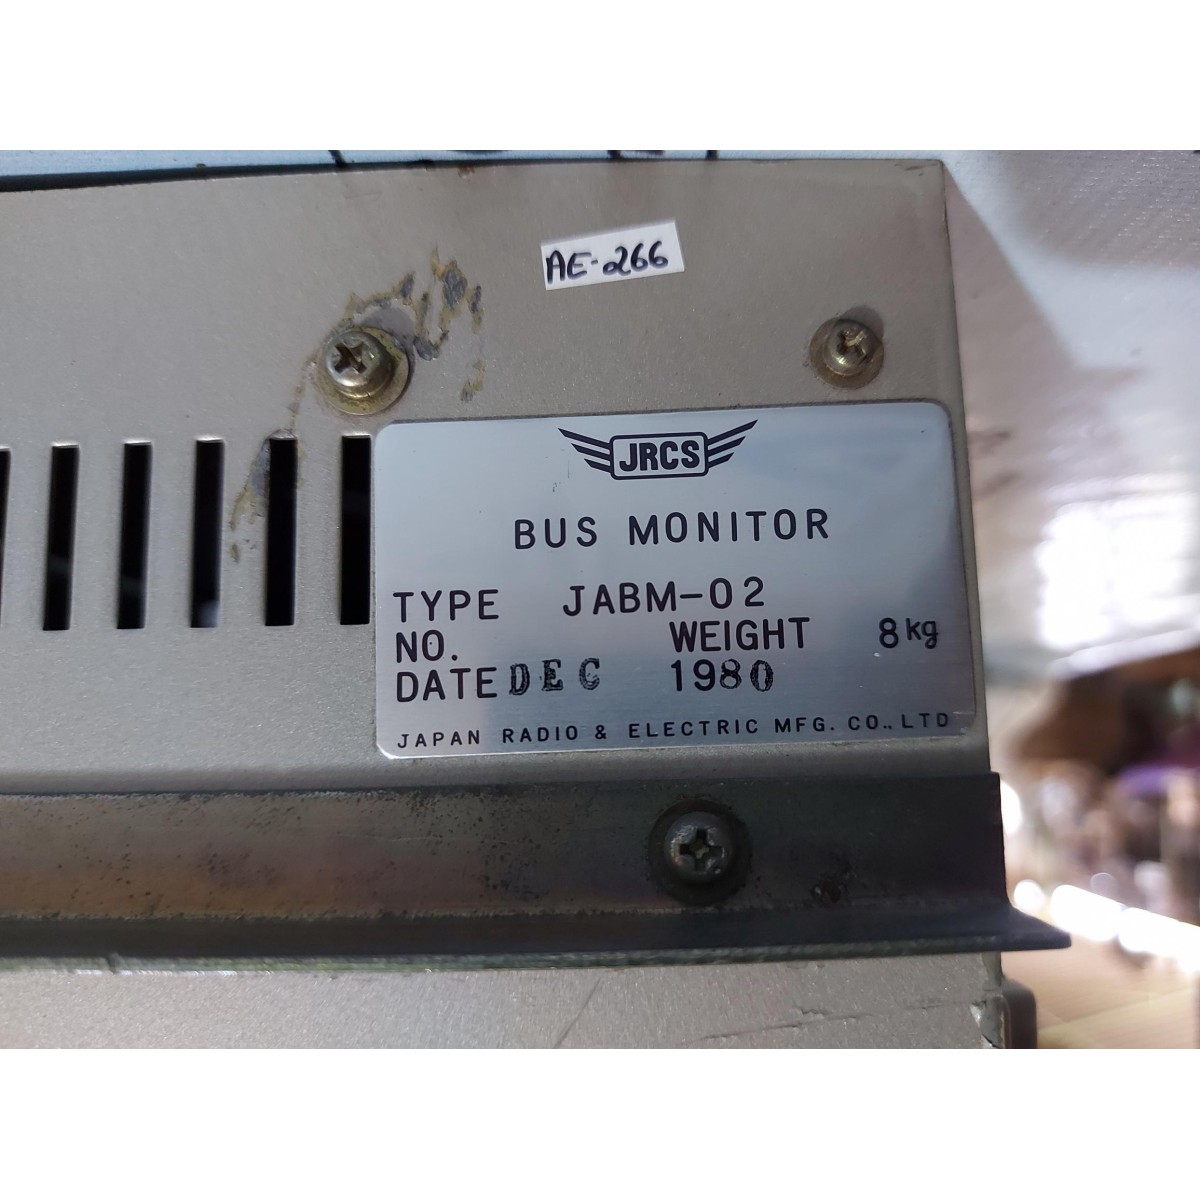 AE-266
JRCS
BUS MONITOR
TYPE JABM-02
NO. WEIGHT 8kg
DATE DEC 1980
JAPAN RADIO & ELECTRIC MFG. CO., LTD